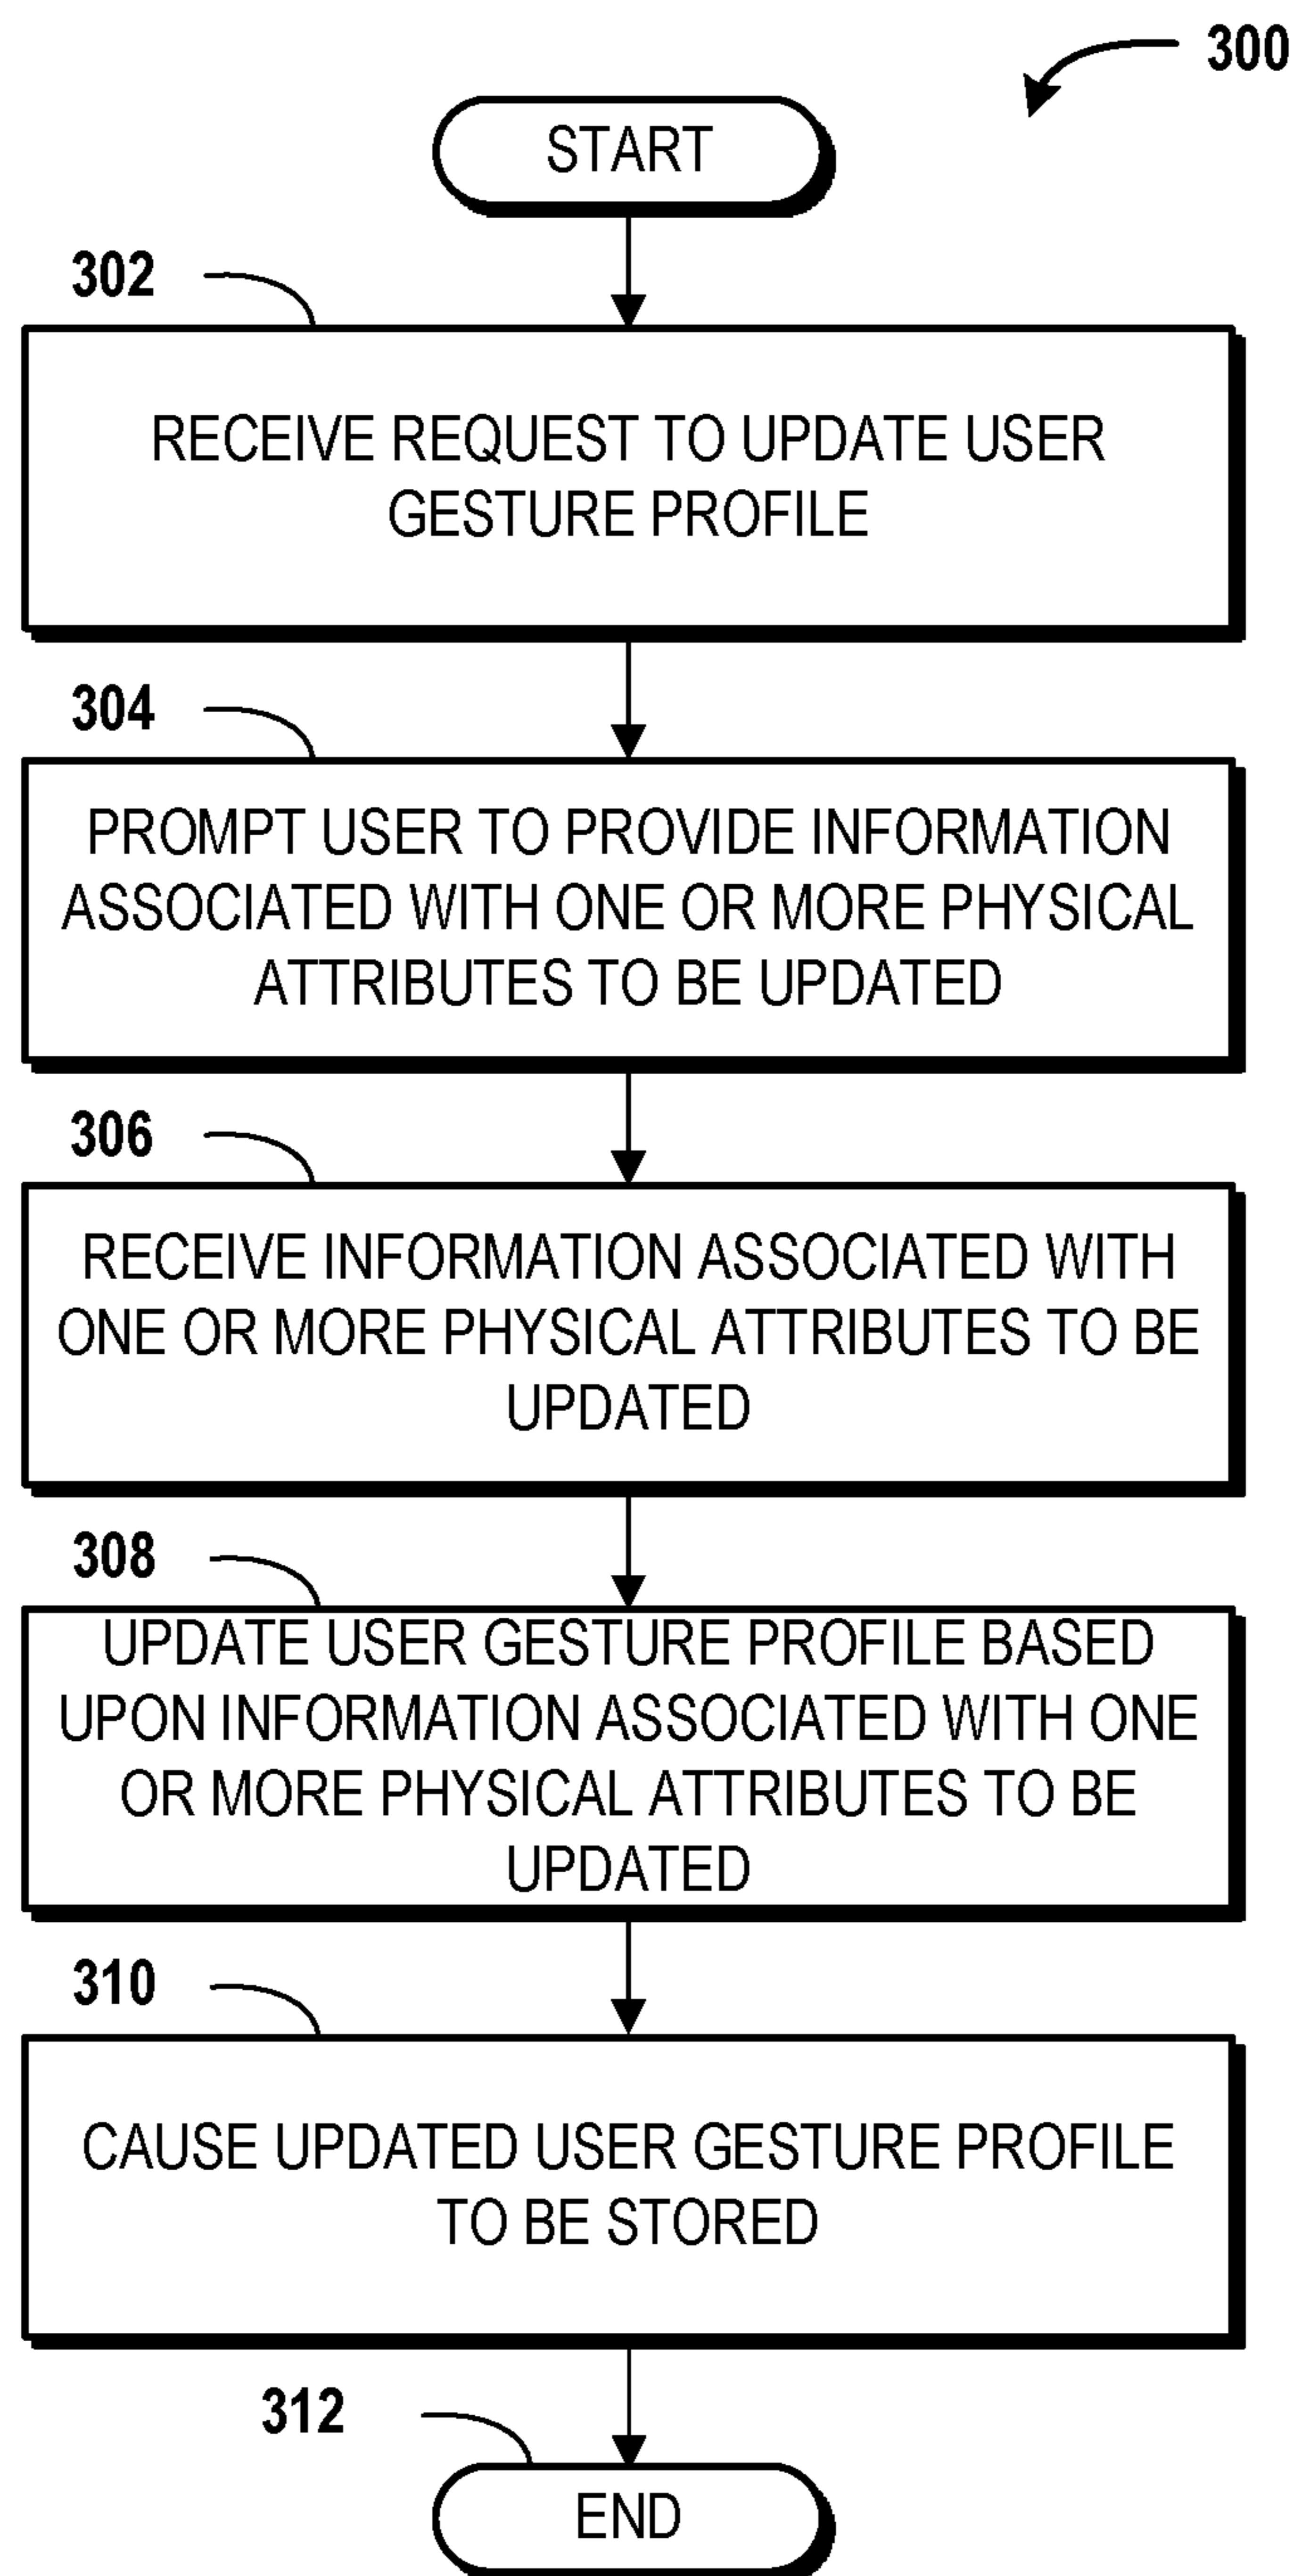 300
START
302
RECEIVE REQUEST TO UPDATE USER
GESTURE PROFILE
304
PROMPT USER TO PROVIDE INFORMATION
ASSOCIATED WITH ONE OR MORE PHYSICAL
ATTRIBUTES TO BE UPDATED
306
RECEIVE INFORMATION ASSOCIATED WITH
ONE OR MORE PHYSICAL ATTRIBUTES TO BE
UPDATED
308
UPDATE USER GESTURE PROFILE BASED
UPON INFORMATION ASSOCIATED WITH ONE
OR MORE PHYSICAL ATTRIBUTES TO BE
UPDATED
310
CAUSE UPDATED USER GESTURE PROFILE
TO BE STORED
312
END